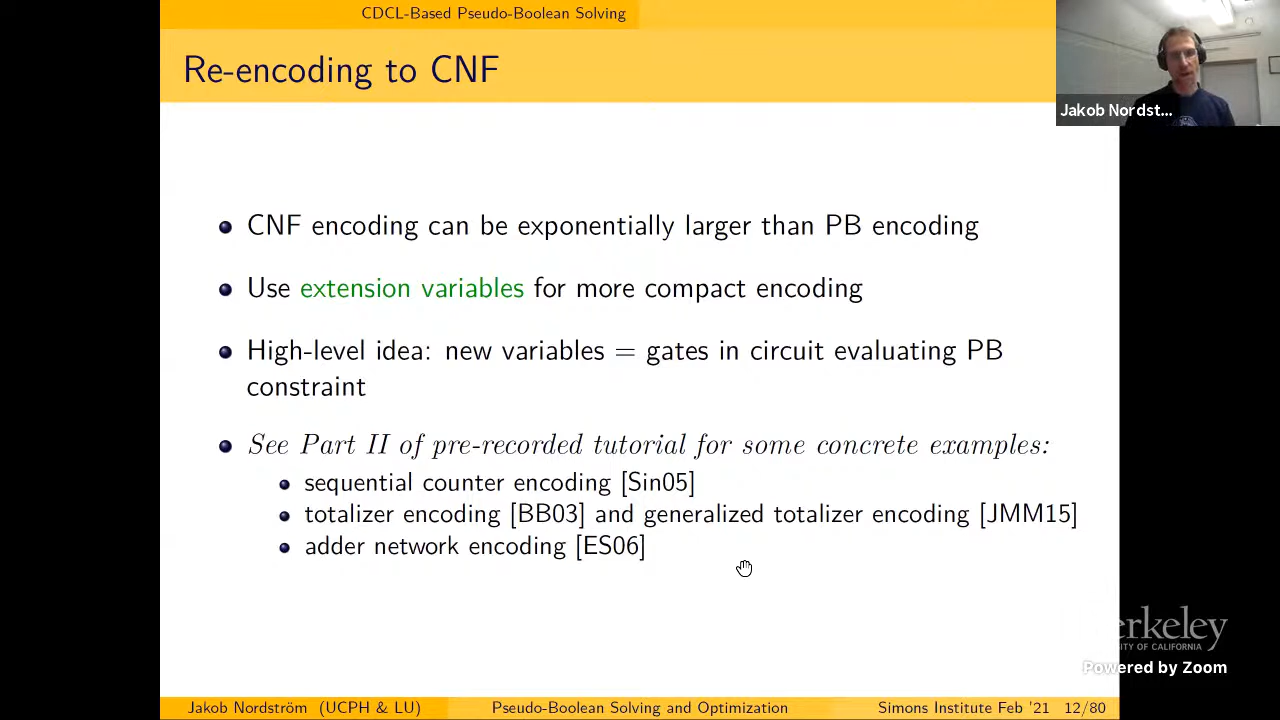 CDCL-Based Pseudo-Boolean Solving
Re-encoding to CNF
Jakob Nordst...
CNF encoding can be exponentially larger than PB encoding
Use extension variables for more compact encoding
High-level idea: new variables = gates in circuit evaluating PB
constraint
See Part II of pre-recorded tutorial for some concrete examples:
sequential counter encoding [Sin05]
totalizer encoding [BB03] and generalized totalizer encoding [JMM15]
adder network encoding [ES06]
erkeley
TY OF CALIFORNIA
Powered by Zoom
Jakob Nordström (UCPH & LU)
Pseudo-Boolean Solving and Optimization
Simons Institute Feb '21
12/80